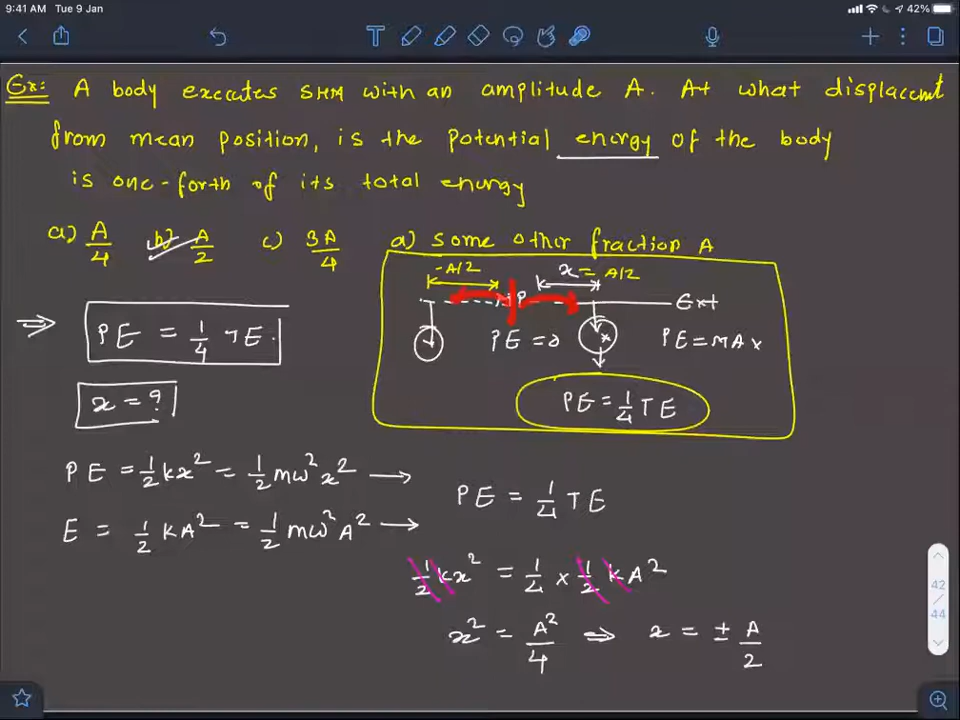 9:41 AM Tue 9 Jan
42%
Ex: A body executes SHM with an amplitude A. At what displacemt
from mean position, is the potential energy of the body
is one-forth of its total energy
a) A/4 b) A/2 c) 3A/4 a) some other fraction A
-A/2 x = A/2
Ext
PE = 0 PE = MAX
PE = 1/4 TE
PE = 1/4 TE.
x = ?
PE = 1/2 kx² = 1/2 mω²x² →
E = 1/2 kA² = 1/2 mω²A² →
PE = 1/4 TE
1/2 kx² = 1/4 × 1/2 kA²
x² = A²/4 ⇒ x = ± A/2
42
/
44